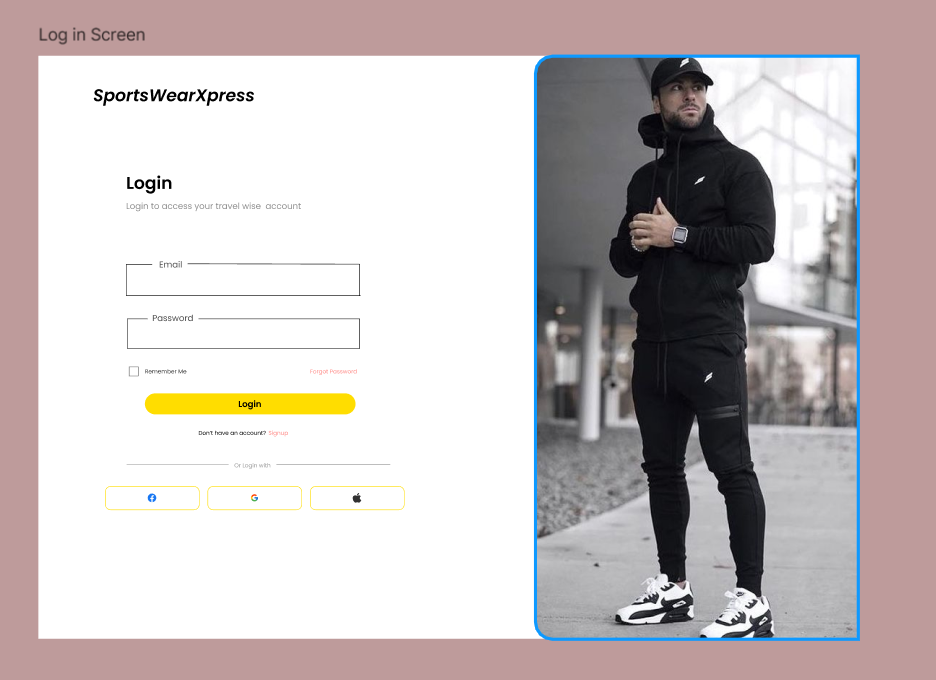 Log in Screen
SportsWearXpress
Login
Login to access your travel wise account
Email
Password
Remember Me
Forgot Password
Login
Don't have an account? Signup
Or Login with